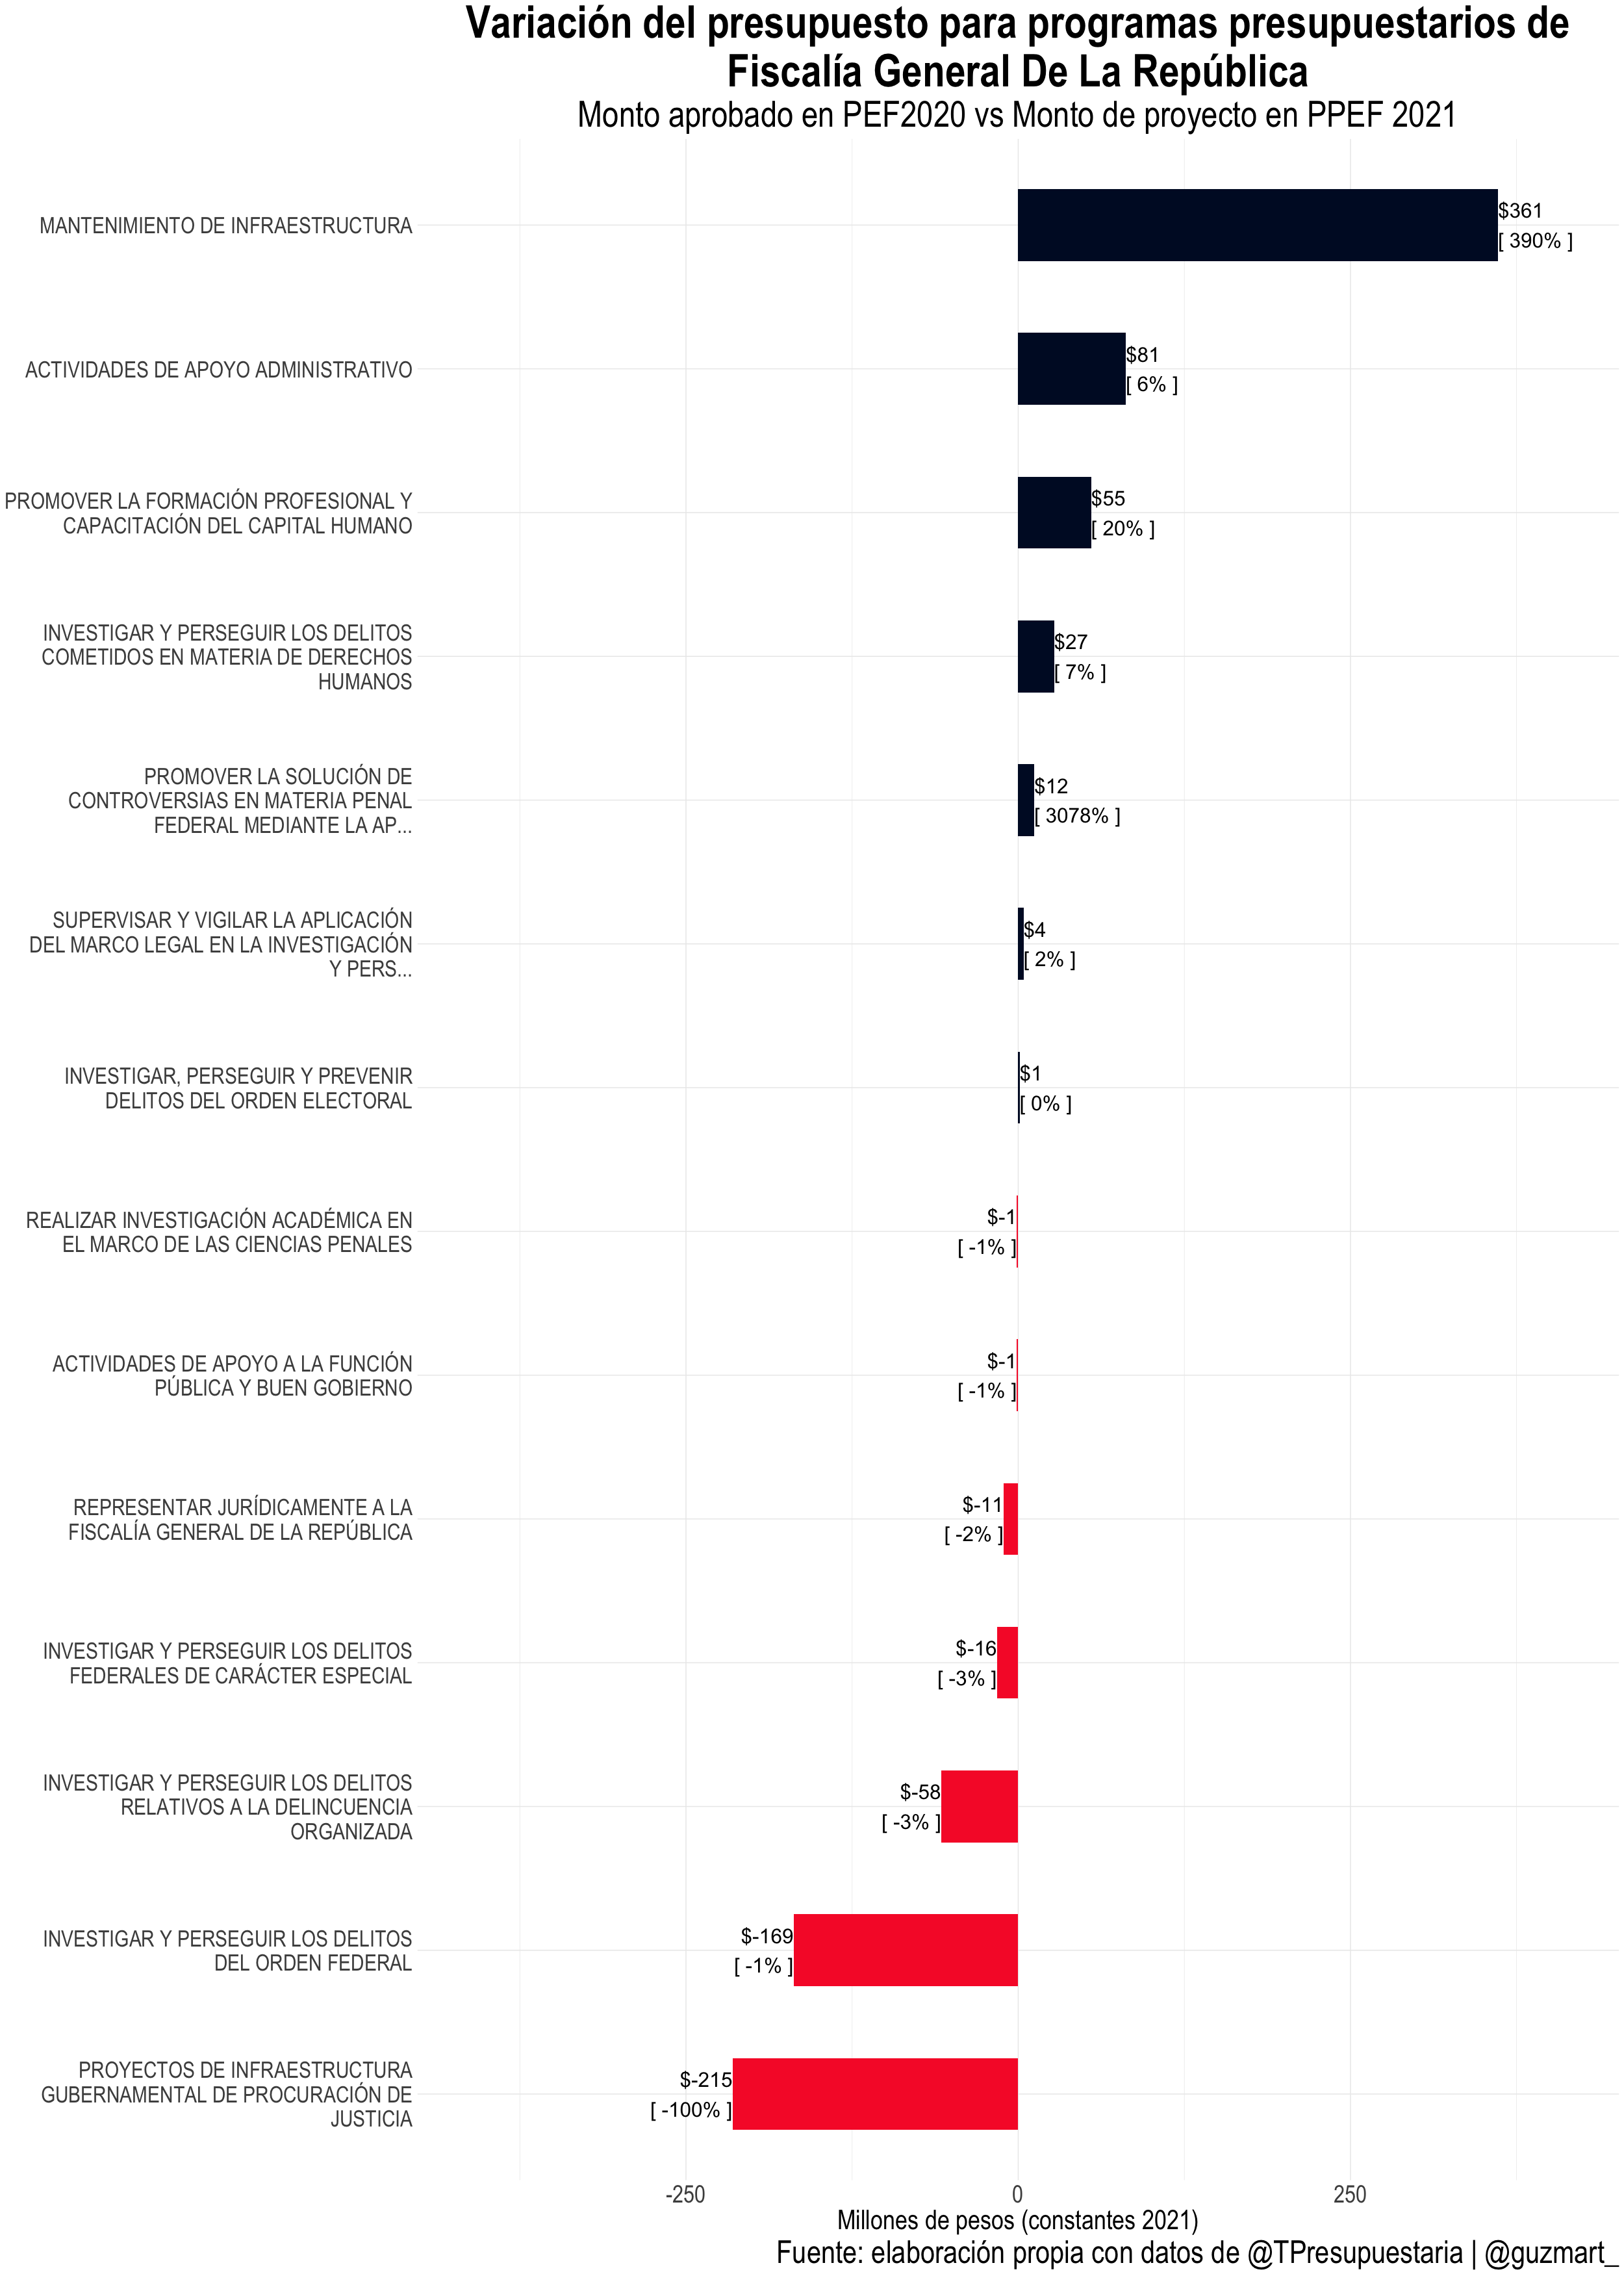 Variación del presupuesto para programas presupuestarios de
Fiscalía General De La República
Monto aprobado en PEF2020 vs Monto de proyecto en PPEF 2021
MANTENIMIENTO DE INFRAESTRUCTURA
$361
[ 390% ]
ACTIVIDADES DE APOYO ADMINISTRATIVO
$81
[ 6% ]
PROMOVER LA FORMACIÓN PROFESIONAL Y
CAPACITACIÓN DEL CAPITAL HUMANO
$55
[ 20% ]
INVESTIGAR Y PERSEGUIR LOS DELITOS
COMETIDOS EN MATERIA DE DERECHOS
HUMANOS
$27
[ 7% ]
PROMOVER LA SOLUCIÓN DE
CONTROVERSIAS EN MATERIA PENAL
FEDERAL MEDIANTE LA AP...
$12
[ 3078% ]
SUPERVISAR Y VIGILAR LA APLICACIÓN
DEL MARCO LEGAL EN LA INVESTIGACIÓN
Y PERS...
$4
[ 2% ]
INVESTIGAR, PERSEGUIR Y PREVENIR
DELITOS DEL ORDEN ELECTORAL
$1
[ 0% ]
REALIZAR INVESTIGACIÓN ACADÉMICA EN
EL MARCO DE LAS CIENCIAS PENALES
$-1
[ -1% ]
ACTIVIDADES DE APOYO A LA FUNCIÓN
PÚBLICA Y BUEN GOBIERNO
$-1
[ -1% ]
REPRESENTAR JURÍDICAMENTE A LA
FISCALÍA GENERAL DE LA REPÚBLICA
$-11
[ -2% ]
INVESTIGAR Y PERSEGUIR LOS DELITOS
FEDERALES DE CARÁCTER ESPECIAL
$-16
[ -3% ]
INVESTIGAR Y PERSEGUIR LOS DELITOS
RELATIVOS A LA DELINCUENCIA
ORGANIZADA
$-58
[ -3% ]
INVESTIGAR Y PERSEGUIR LOS DELITOS
DEL ORDEN FEDERAL
$-169
[ -1% ]
PROYECTOS DE INFRAESTRUCTURA
GUBERNAMENTAL DE PROCURACIÓN DE
JUSTICIA
$-215
[ -100% ]
-250 0 250
Millones de pesos (constantes 2021)
Fuente: elaboración propia con datos de @TPresupuestaria | @guzmart_